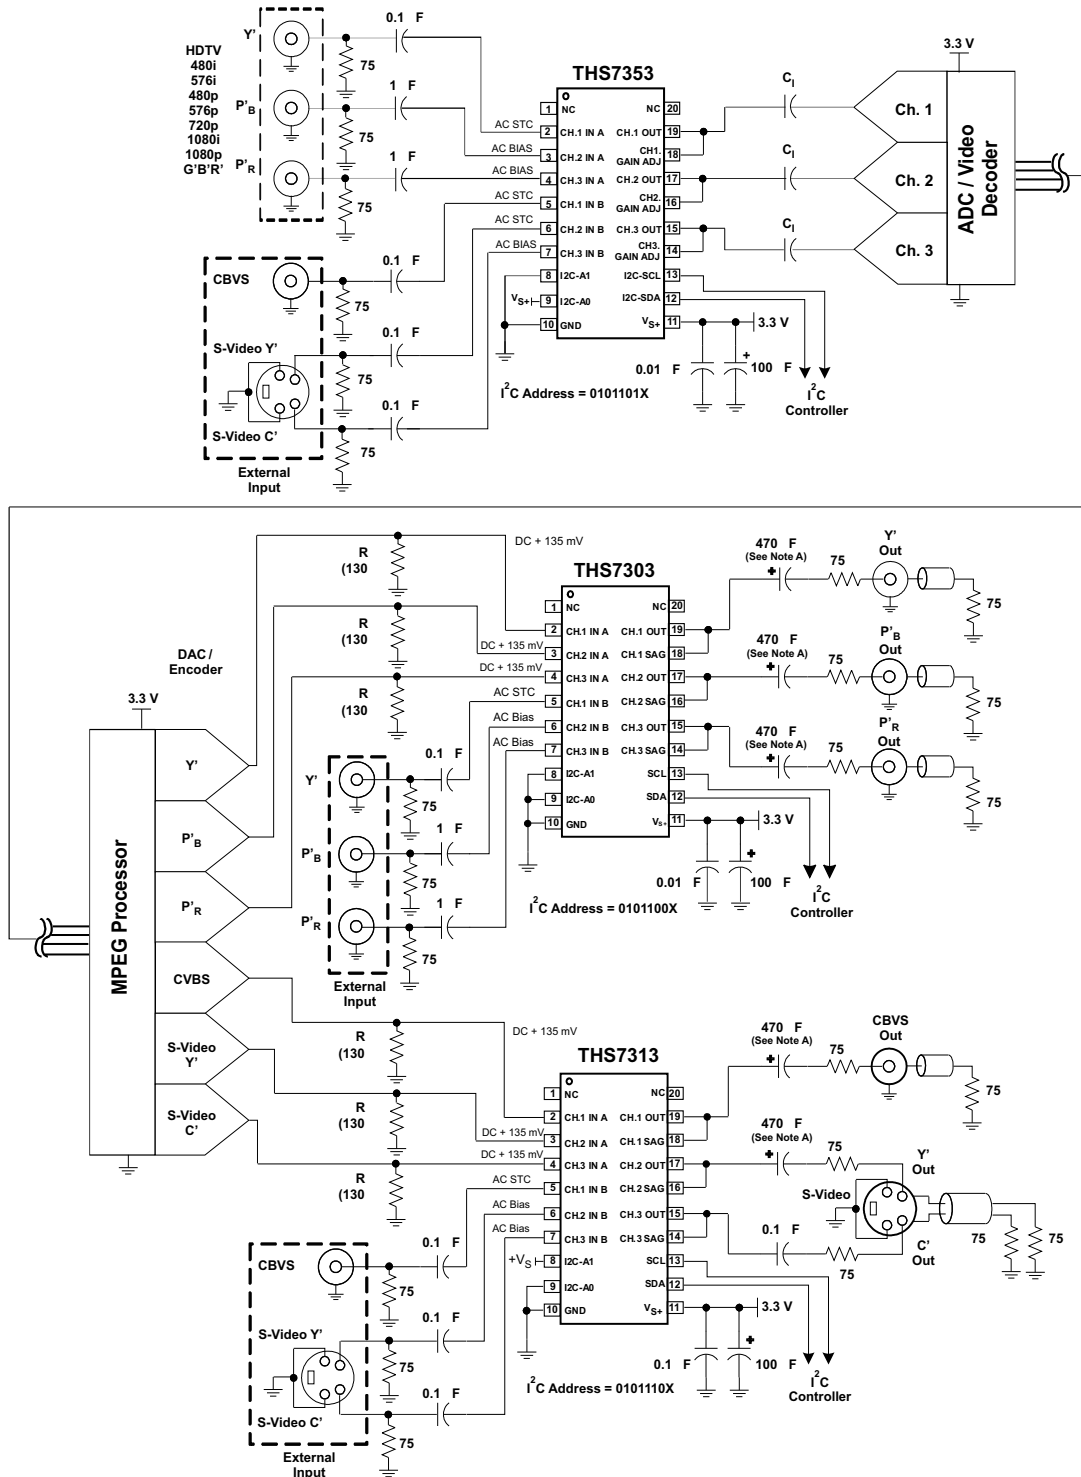 0.1 F
Y'
HDTV
480i
576i
480p
576p
720p
1080i
1080p
G'B'R'
75
1 F
P'B
75
1 F
P'R
75
THS7353
AC STC
AC BIAS
AC BIAS
AC STC
AC STC
AC BIAS
1 NC
2 CH.1 IN A
3 CH.2 IN A
4 CH.3 IN A
5 CH.1 IN B
6 CH.2 IN B
7 CH.3 IN B
8 I2C-A1
VS+
9 I2C-A0
10 GND
NC 20
CH.1 OUT 19
CH1. GAIN ADJ 18
CH.2 OUT 17
CH2. GAIN ADJ 16
CH.3 OUT 15
CH3. GAIN ADJ 14
I2C-SCL 13
I2C-SDA 12
VS+ 11
3.3 V
0.01 F
+
100 F
I2C
Controller
I2C Address = 0101101X
CI
CI
CI
3.3 V
Ch. 1
Ch. 2
Ch. 3
ADC / Video
Decoder
CBVS
0.1 F
75
S-Video Y'
0.1 F
75
S-Video C'
0.1 F
75
External
Input
R
(130
R
(130
R
(130
DC + 135 mV
DC + 135 mV
DC + 135 mV
AC STC
AC Bias
AC Bias
THS7303
1 NC
2 CH.1 IN A
3 CH.2 IN A
4 CH.3 IN A
5 CH.1 IN B
6 CH.2 IN B
7 CH.3 IN B
8 I2C-A1
9 I2C-A0
10 GND
NC 20
CH.1 OUT 19
CH.1 SAG 18
CH.2 OUT 17
CH.2 SAG 16
CH.3 OUT 15
CH.3 SAG 14
SCL 13
SDA 12
VS+ 11
3.3 V
0.01 F
+
100 F
I2C
Controller
I2C Address = 0101100X
470 F
(See Note A)
+
75
Y'
Out
75
470 F
(See Note A)
+
75
P'B
Out
75
470 F
(See Note A)
+
75
P'R
Out
75
DAC /
Encoder
3.3 V
MPEG Processor
Y'
P'B
P'R
CVBS
S-Video
Y'
S-Video
C'
Y'
0.1 F
75
P'B
1 F
75
P'R
1 F
75
External
Input
R
(130
R
(130
R
(130
DC + 135 mV
DC + 135 mV
DC + 135 mV
AC STC
AC Bias
AC Bias
THS7313
1 NC
2 CH.1 IN A
3 CH.2 IN A
4 CH.3 IN A
5 CH.1 IN B
6 CH.2 IN B
7 CH.3 IN B
+VS
8 I2C-A1
9 I2C-A0
10 GND
NC 20
CH.1 OUT 19
CH.1 SAG 18
CH.2 OUT 17
CH.2 SAG 16
CH.3 OUT 15
CH.3 SAG 14
SCL 13
SDA 12
VS+ 11
3.3 V
0.1 F
+
100 F
I2C
Controller
I2C Address = 0101110X
470 F
(See Note A)
+
75
CBVS
Out
75
470 F
(See Note A)
+
75
Y'
Out
S-Video
0.1 F
75
C'
Out
75
75
CBVS
0.1 F
75
S-Video Y'
0.1 F
75
S-Video C'
0.1 F
75
External
Input